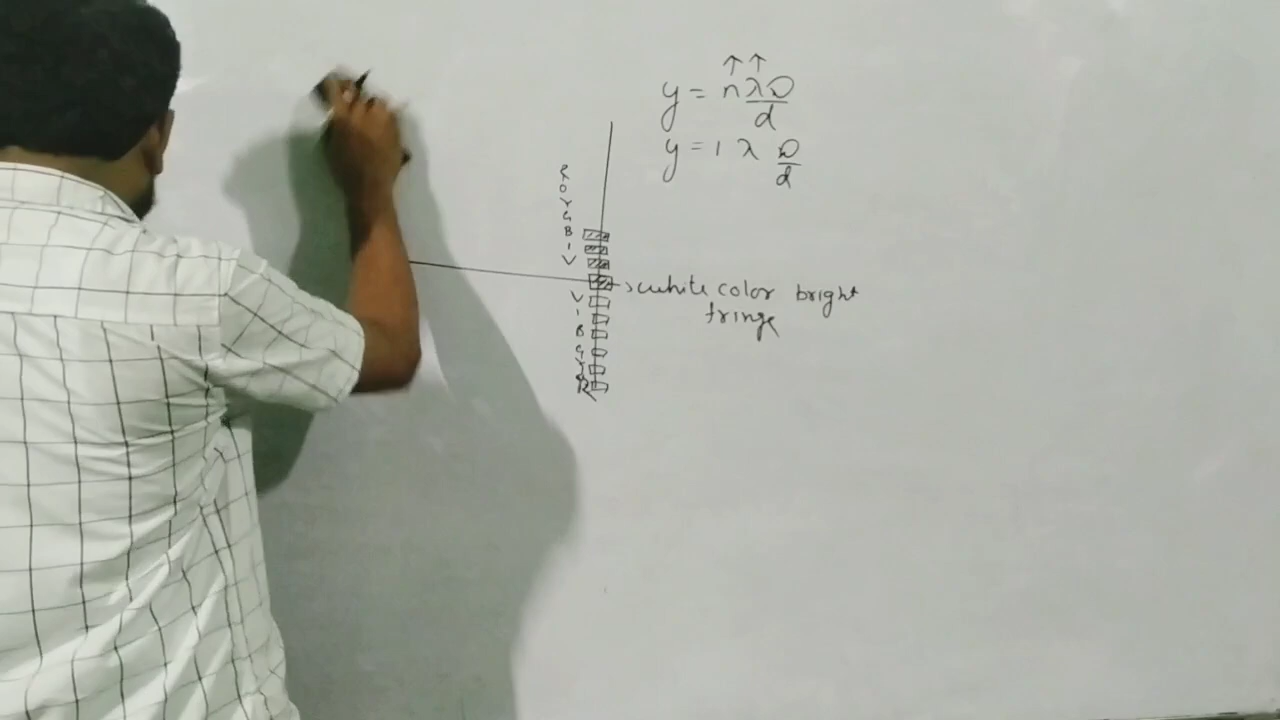 ↑ ↑
y = nλD/d
y = 1 λ D/d
R
O
Y
G
B
I
V
→ white color bright
fringe
V
I
B
G
Y
R